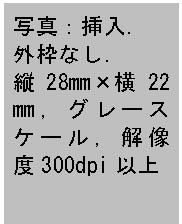 写真：挿入．
外枠なし．
縦 28mm×横 22
mm，グレース
ケール，解像
度 300dpi 以上